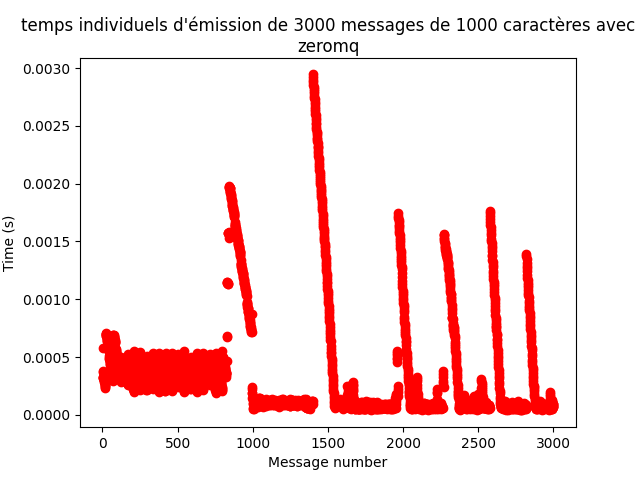 temps individuels d'émission de 3000 messages de 1000 caractères avec
zeromq
0.0030
0.0025
0.0020
0.0015
0.0010
0.0005
0.0000
Time (s)
0 500 1000 1500 2000 2500 3000
Message number